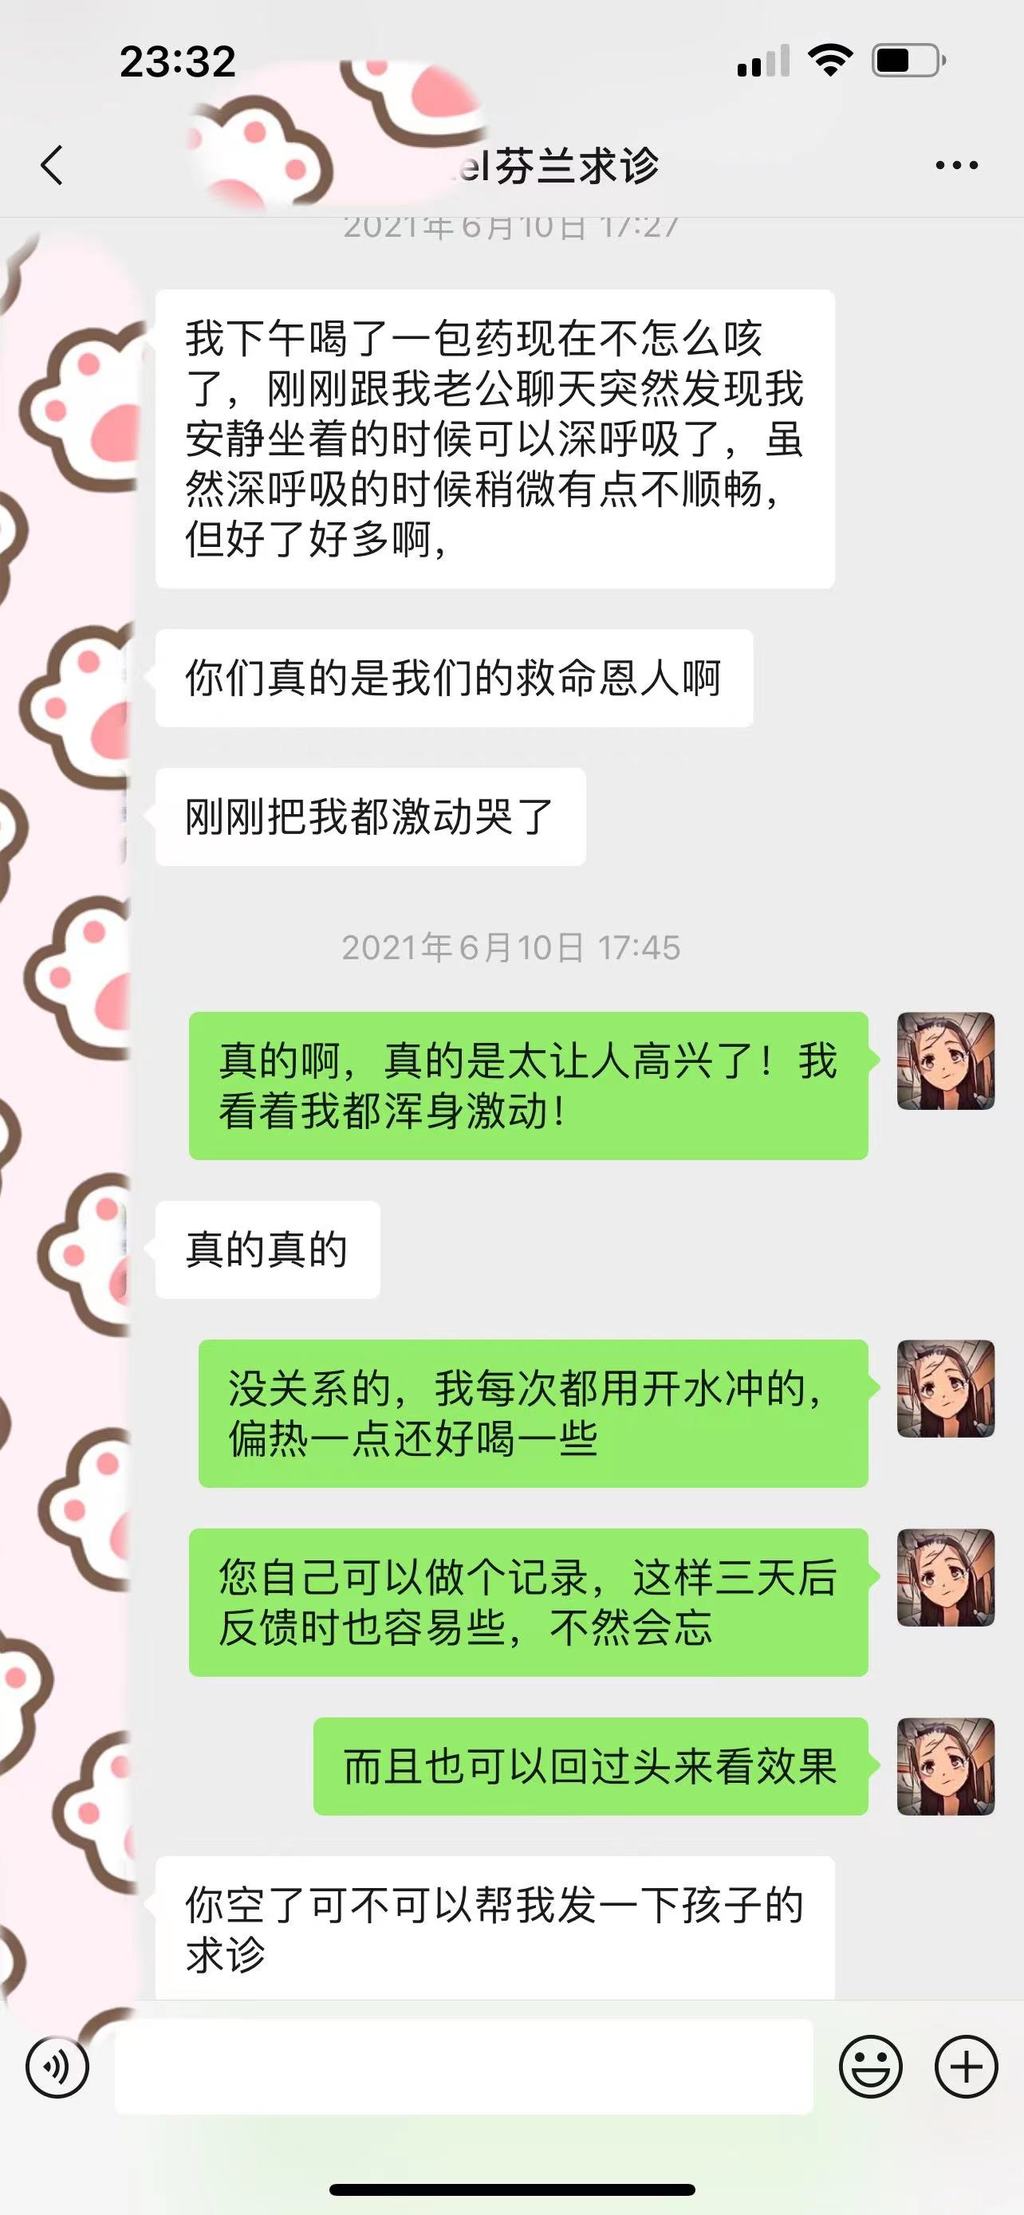 23:32
el芬兰求诊
2021年6月10日 17:27
我下午喝了一包药现在不怎么咳
了，刚刚跟我老公聊天突然发现我
安静坐着的时候可以深呼吸了，虽
然深呼吸的时候稍微有点不顺畅，
但好了好多啊，
你们真的是我们的救命恩人啊
刚刚把我都激动哭了
2021年6月10日 17:45
真的啊，真的是太让人高兴了！我
看着我都浑身激动！
真的真的
没关系的，我每次都用开水冲的，
偏热一点还好喝一些
您自己可以做个记录，这样三天后
反馈时也容易些，不然会忘
而且也可以回过头来看效果
你空了可不可以帮我发一下孩子的
求诊